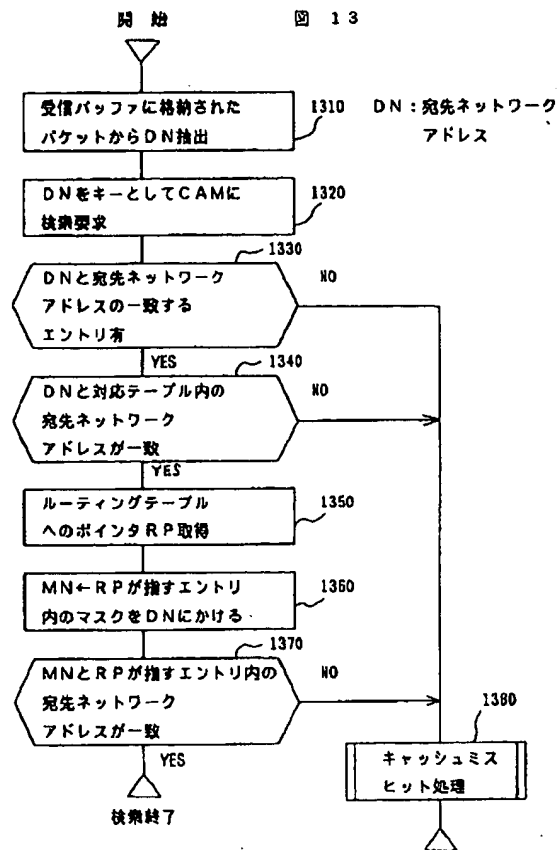 開 始
図 13
受信バッファに格納された
パケットからDN抽出
1310
DN:宛先ネットワーク
アドレス
DNをキーとしてCAMに
検索要求
1320
1330
DNと宛先ネットワーク
アドレスの一致する
エントリ有
NO
YES
1340
DNと対応テーブル内の
宛先ネットワーク
アドレスが一致
NO
YES
ルーティングテーブル
へのポインタRP取得
1350
MN←RPが指すエントリ
内のマスクをDNにかける
1360
1370
MNとRPが指すエントリ内の
宛先ネットワーク
アドレスが一致
NO
YES
検索終了
1380
キャッシュミス
ヒット処理